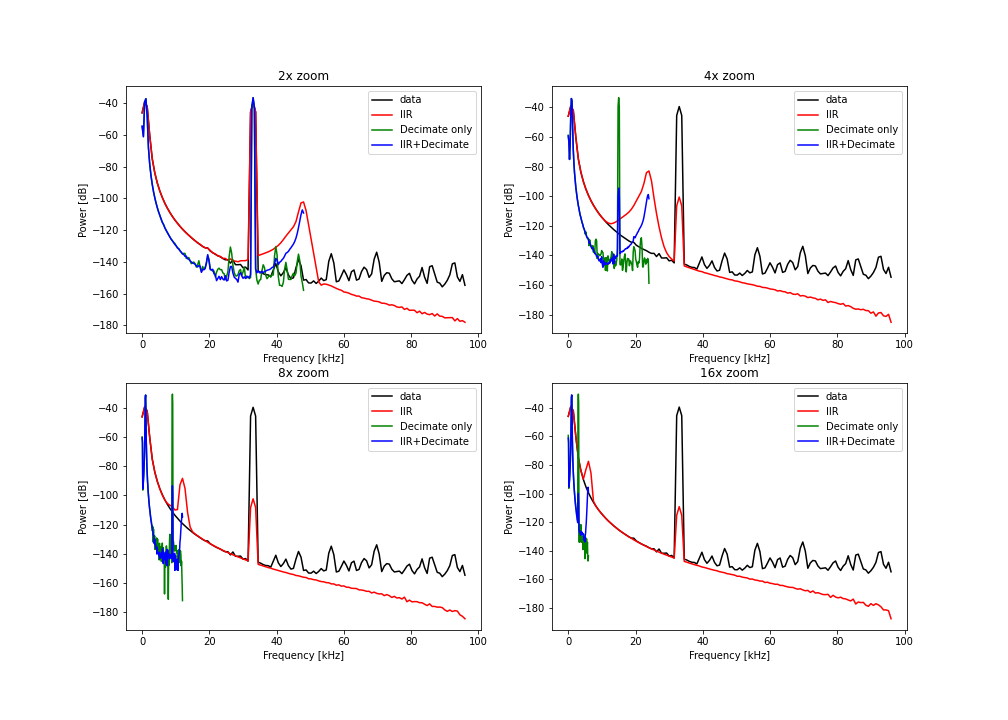 2x zoom
Power [dB]
−40
−60
−80
−100
−120
−140
−160
−180
0
20
40
60
80
100
Frequency [kHz]
data
IIR
Decimate only
IIR+Decimate
4x zoom
Power [dB]
−40
−60
−80
−100
−120
−140
−160
−180
0
20
40
60
80
100
Frequency [kHz]
data
IIR
Decimate only
IIR+Decimate
8x zoom
Power [dB]
−40
−60
−80
−100
−120
−140
−160
−180
0
20
40
60
80
100
Frequency [kHz]
data
IIR
Decimate only
IIR+Decimate
16x zoom
Power [dB]
−40
−60
−80
−100
−120
−140
−160
−180
0
20
40
60
80
100
Frequency [kHz]
data
IIR
Decimate only
IIR+Decimate